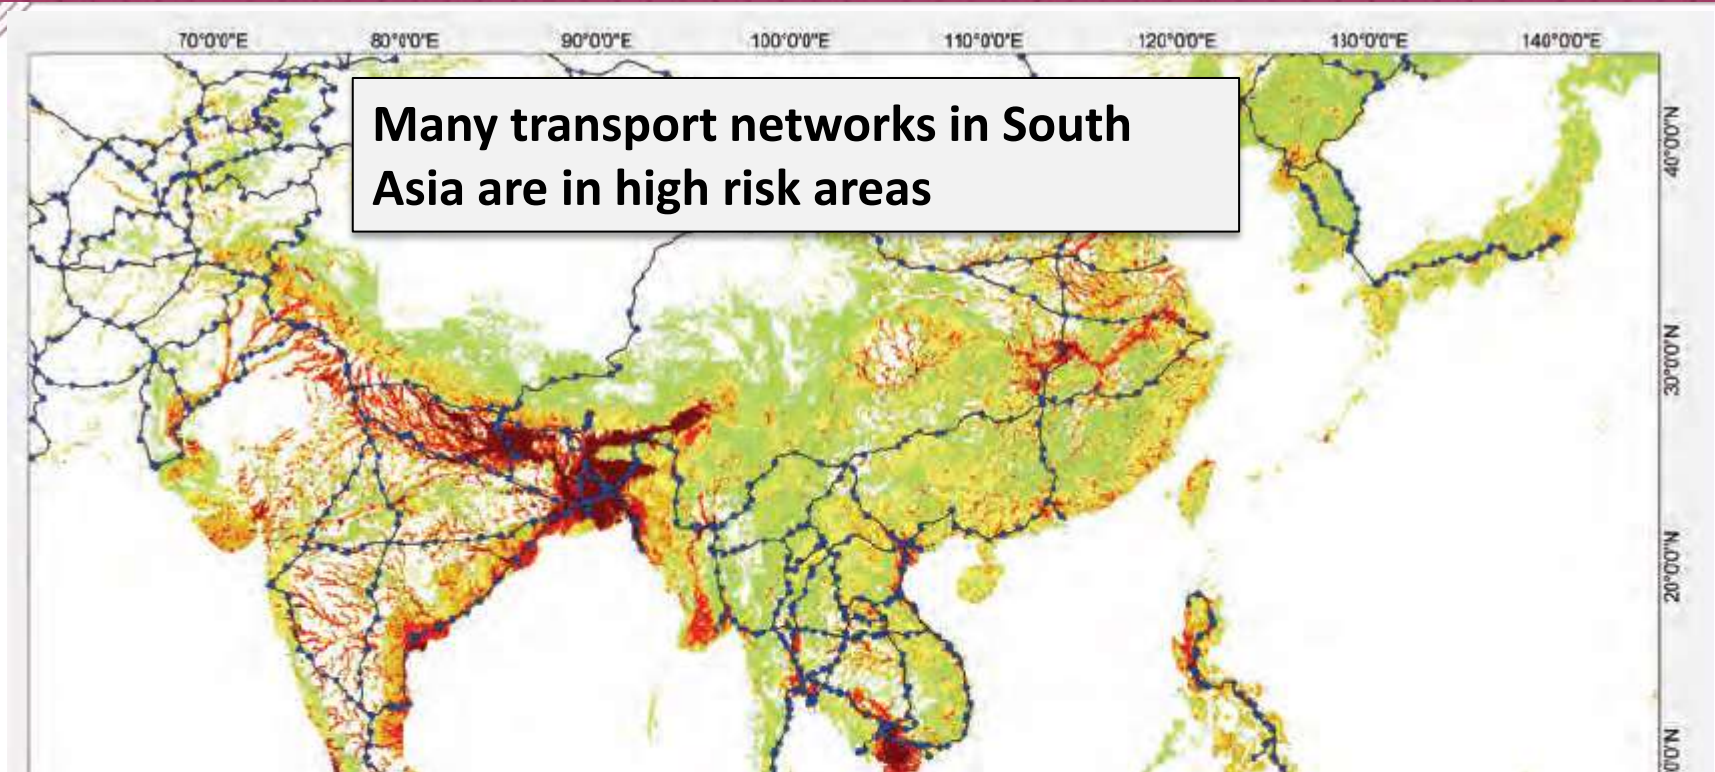 70°0'0"E 80°0'0"E 90°0'0"E 100°0'0"E 110°0'0"E 120°0'0"E 130°0'0"E 140°0'0"E
Many transport networks in South
Asia are in high risk areas
40°0'0"N
30°0'0"N
20°0'0"N
0'0"N